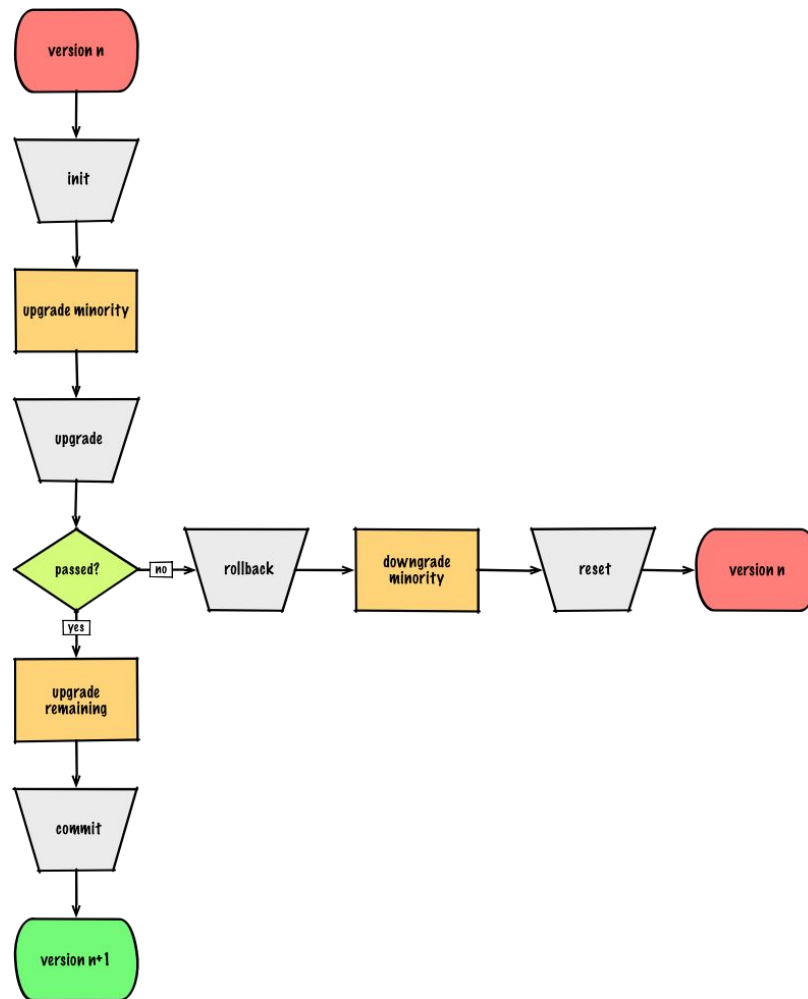 version n
init
upgrade minority
upgrade
passed?
no
rollback
downgrade
minority
reset
version n
yes
upgrade
remaining
commit
version n+1